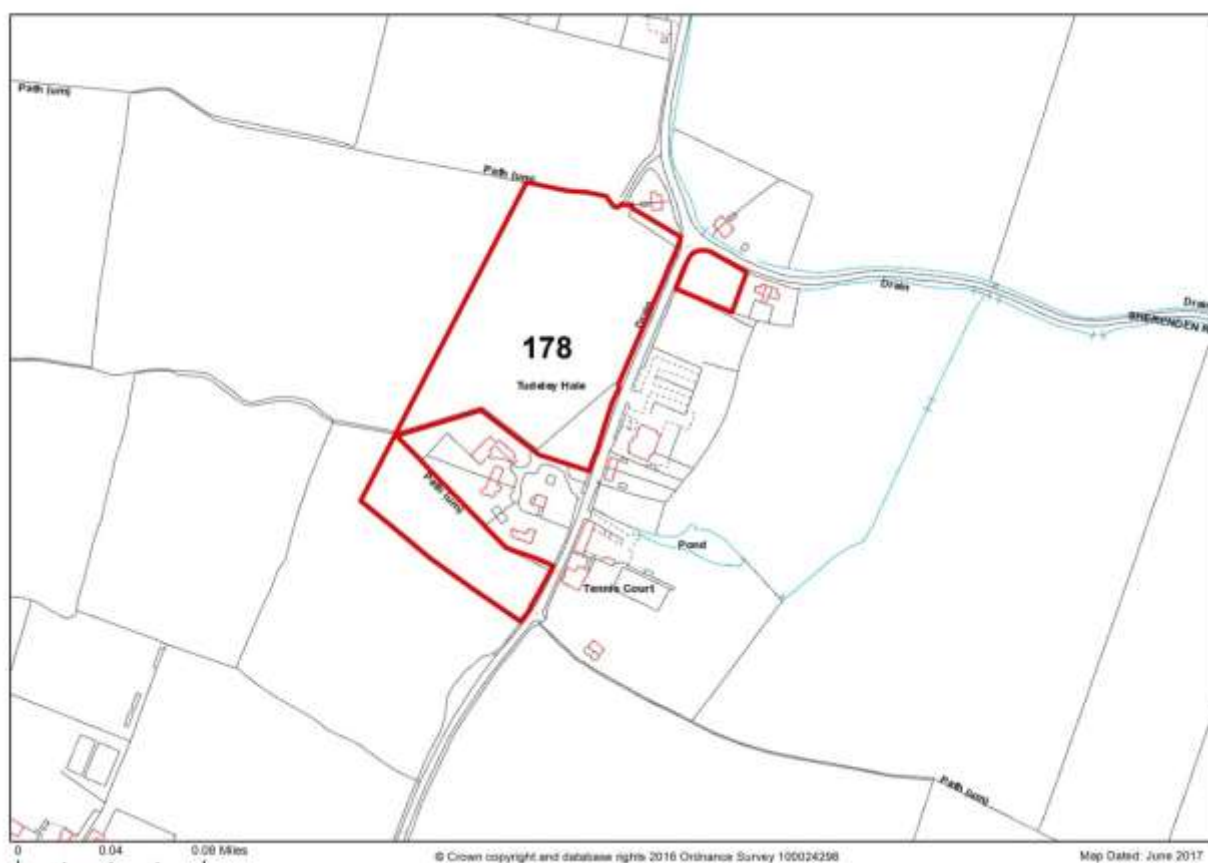 Path (um)
Path (um)
Drain
Drain
SHERENDEN R
Drain
178
Tudeley Hale
Path (um)
Pond
Tennis Court
Path (um)
0 0.04 0.08 Miles
© Crown copyright and database rights 2016 Ordnance Survey 100024298
Map Dated: June 2017